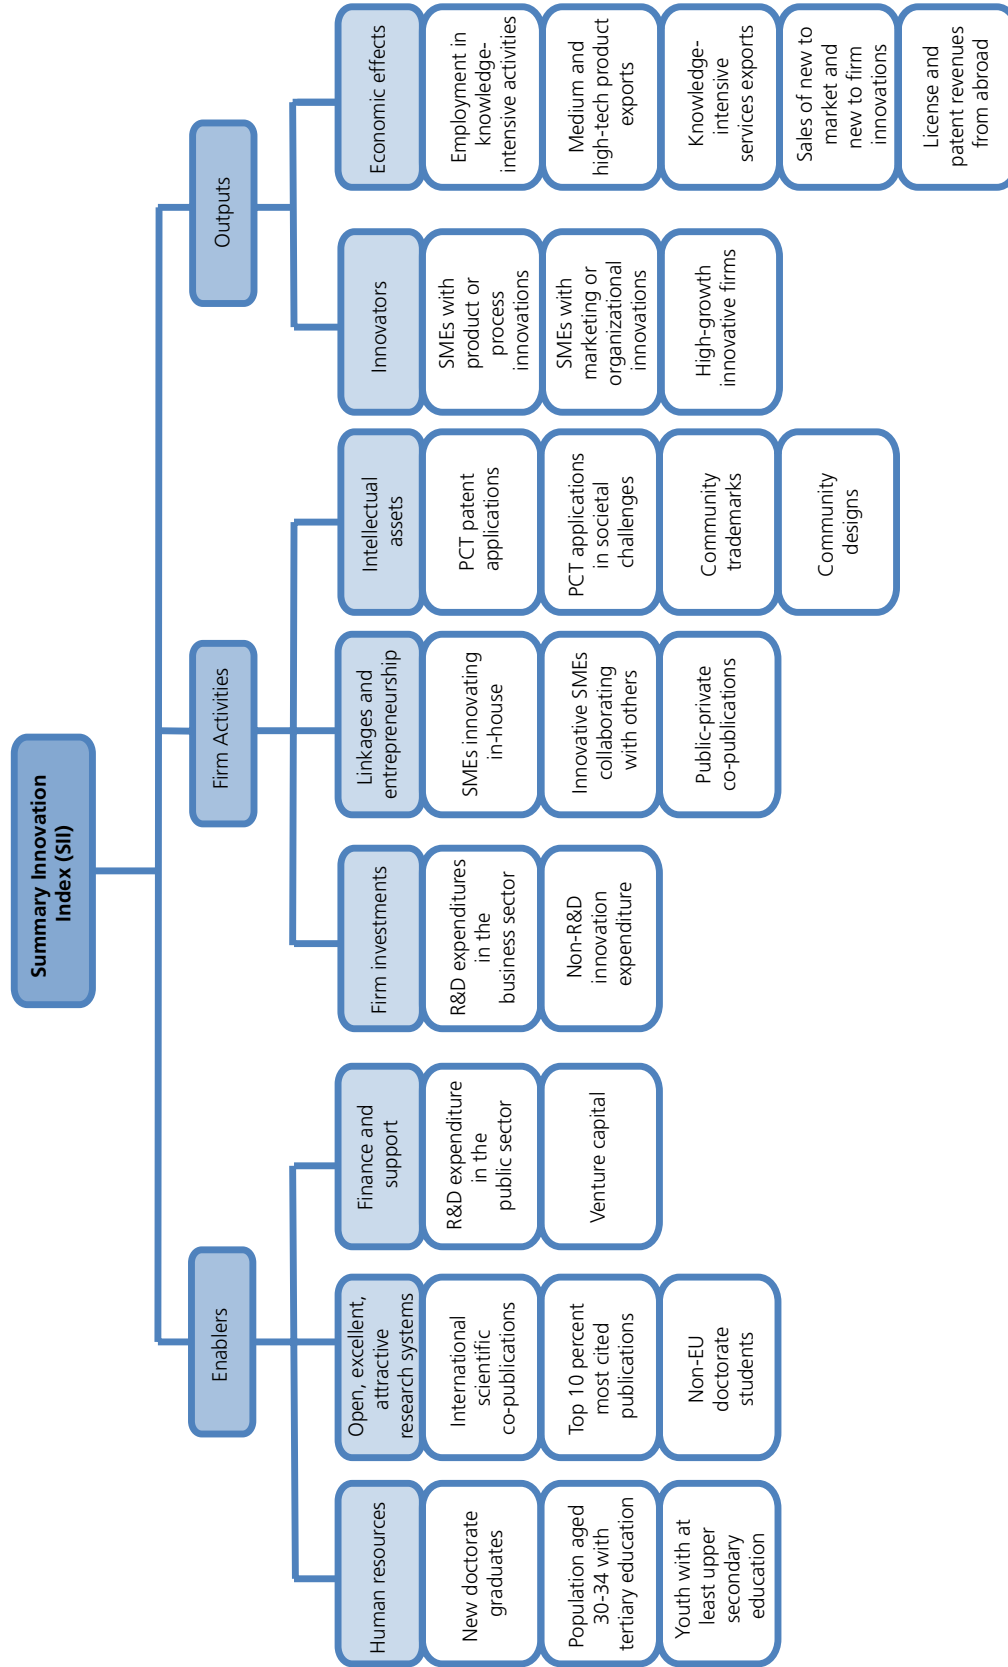 Summary Innovation
Index (SII)
Enablers
Firm Activities
Outputs
Human resources
Open, excellent,
attractive
research systems
Finance and
support
Firm investments
Linkages and
entrepreneurship
Intellectual
assets
Innovators
Economic effects
New doctorate
graduates
Population aged
30-34 with
tertiary education
Youth with at
least upper
secondary
education
International
scientific
co-publications
Top 10 percent
most cited
publications
Non-EU
doctorate
students
R&D expenditure
in the
public sector
Venture capital
R&D expenditures
in the
business sector
Non-R&D
innovation
expenditure
SMEs innovating
in-house
Innovative SMEs
collaborating
with others
Public-private
co-publications
PCT patent
applications
PCT applications
in societal
challenges
Community
trademarks
Community
designs
SMEs with
product or
process
innovations
SMEs with
marketing or
organizational
innovations
High-growth
innovative firms
Employment in
knowledge-
intensive activities
Medium and
high-tech product
exports
Knowledge-
intensive
services exports
Sales of new to
market and
new to firm
innovations
License and
patent revenues
from abroad